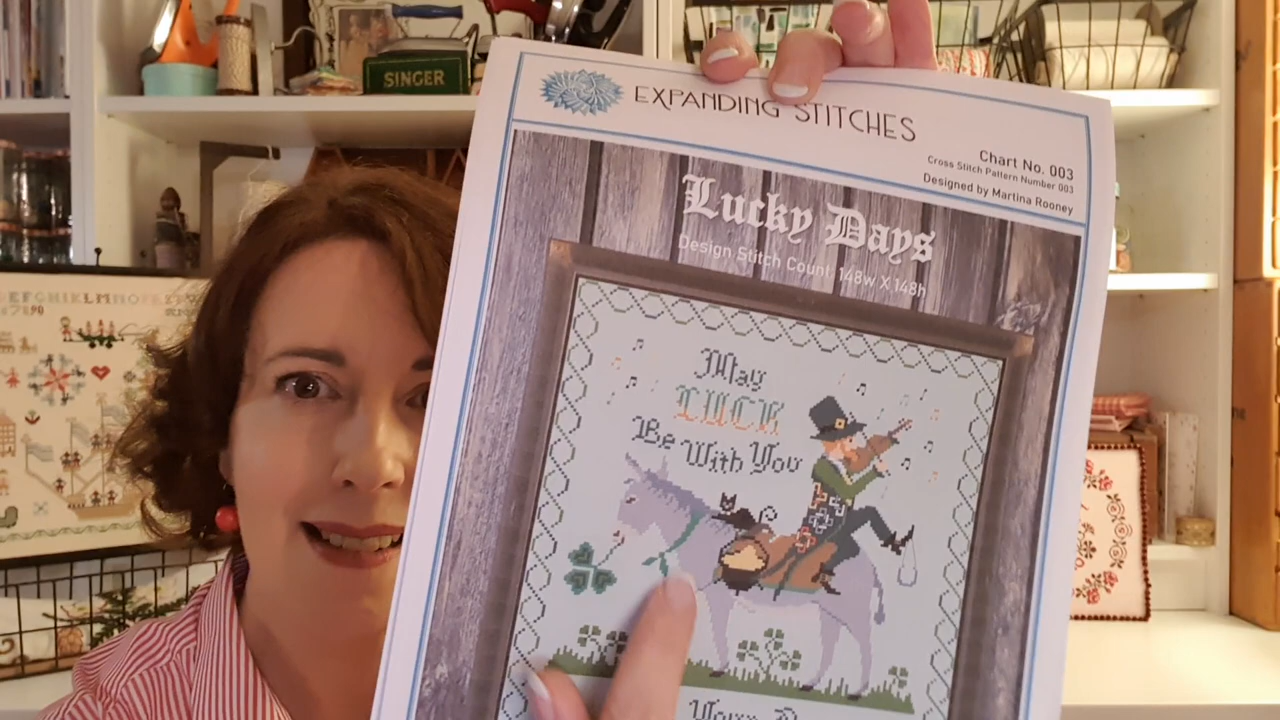 SINGER
EXPANDING STITCHES
Chart No. 003
Cross Stitch Pattern Number 003
Designed by Martina Rooney
Lucky Days
Design Stitch Count 148w X 148h
May
LUCK
Be With You